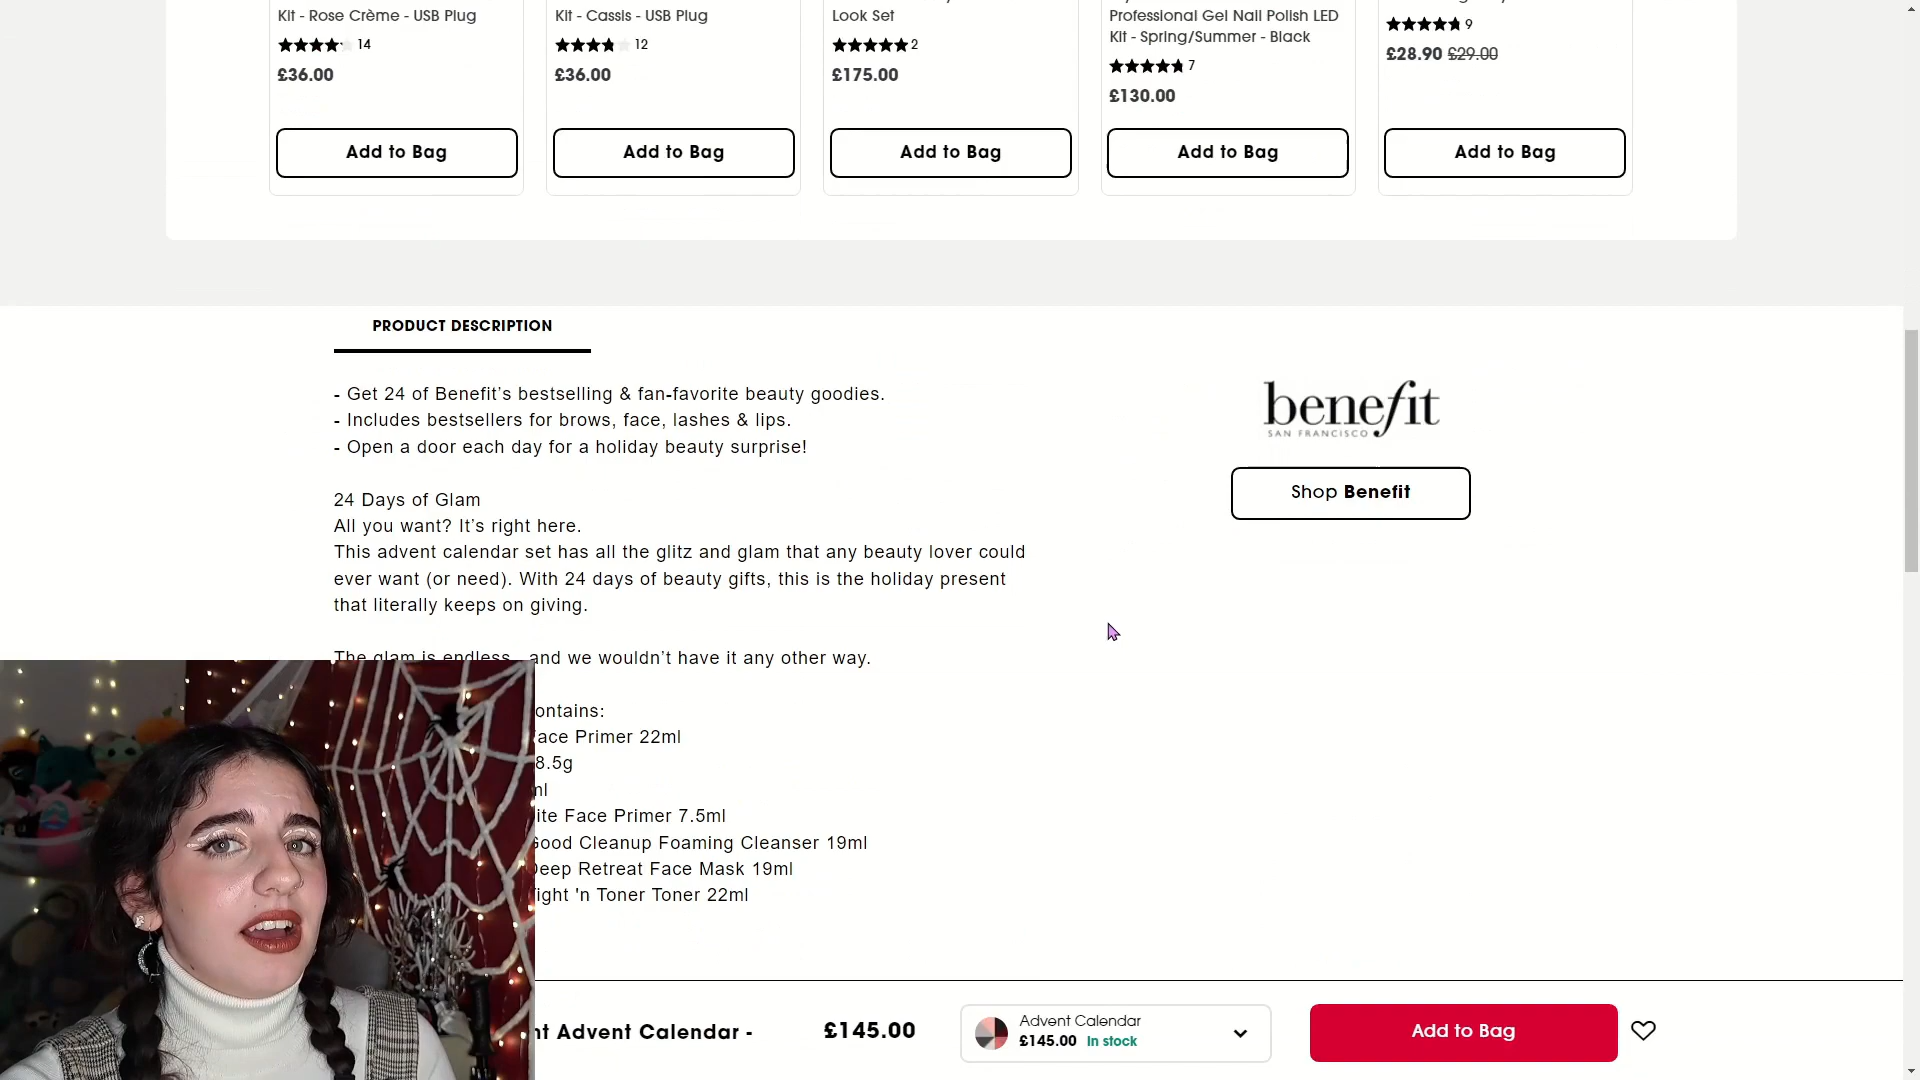 Kit - Rose Crème - USB Plug
14
£36.00
Add to Bag
Kit - Cassis - USB Plug
12
£36.00
Add to Bag
Look Set
2
£175.00
Add to Bag
Professional Gel Nail Polish LED
Kit - Spring/Summer - Black
7
£130.00
Add to Bag
9
£28.90 £29.00
Add to Bag
PRODUCT DESCRIPTION
- Get 24 of Benefit’s bestselling & fan-favorite beauty goodies.
- Includes bestsellers for brows, face, lashes & lips.
- Open a door each day for a holiday beauty surprise!
24 Days of Glam
All you want? It’s right here.
This advent calendar set has all the glitz and glam that any beauty lover could
ever want (or need). With 24 days of beauty gifts, this is the holiday present
that literally keeps on giving.
The glam is endless and we wouldn’t have it any other way.
ontains:
ace Primer 22ml
8.5g
ml
ite Face Primer 7.5ml
Good Cleanup Foaming Cleanser 19ml
Deep Retreat Face Mask 19ml
Tight 'n Toner Toner 22ml
benefit
SAN FRANCISCO
Shop Benefit
nt Advent Calendar -
£145.00
Advent Calendar
£145.00 In stock
Add to Bag